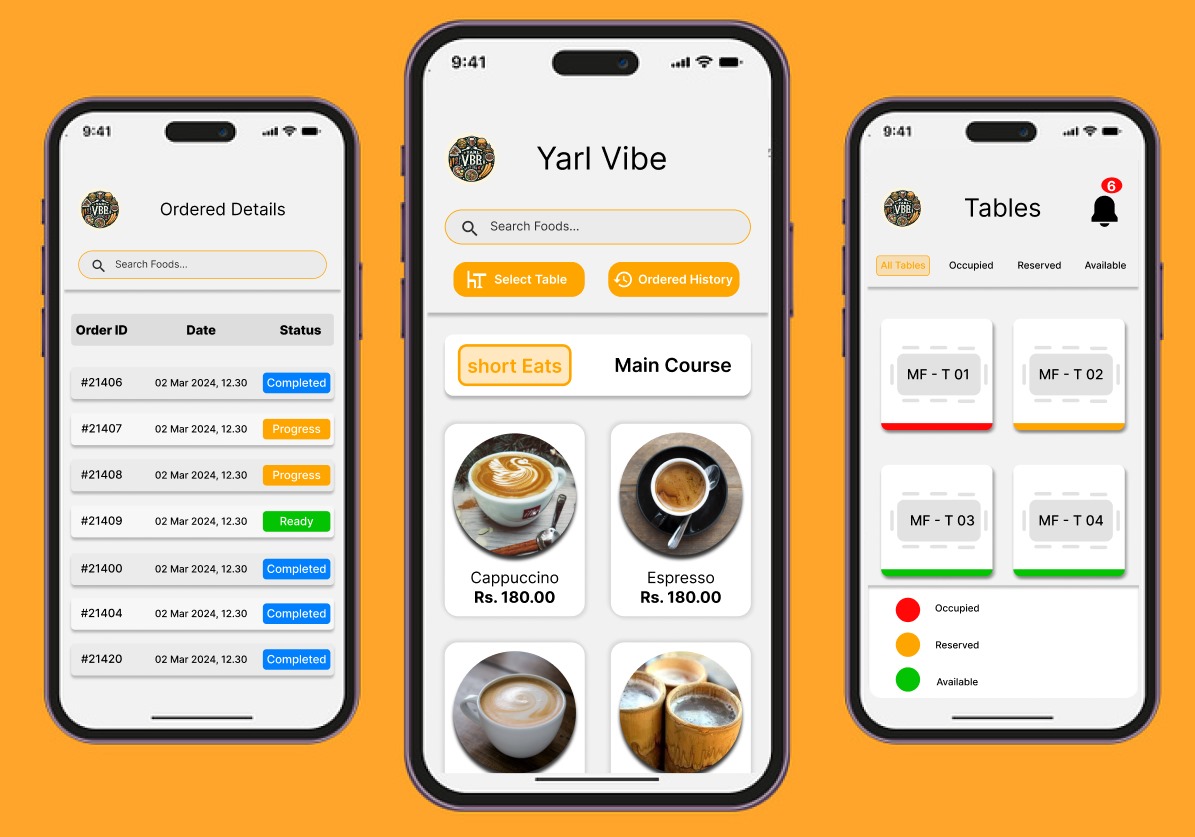 9:41
Ordered Details
Search Foods...
Order ID Date Status
#21406 02 Mar 2024, 12.30 Completed
#21407 02 Mar 2024, 12.30 Progress
#21408 02 Mar 2024, 12.30 Progress
#21409 02 Mar 2024, 12.30 Ready
#21400 02 Mar 2024, 12.30 Completed
#21404 02 Mar 2024, 12.30 Completed
#21420 02 Mar 2024, 12.30 Completed
9:41
Yarl Vibe
Search Foods...
Select Table Ordered History
short Eats Main Course
Cappuccino Espresso
Rs. 180.00 Rs. 180.00
9:41
6
Tables
All Tables Occupied Reserved Available
MF - T 01 MF - T 02
MF - T 03 MF - T 04
Occupied
Reserved
Available